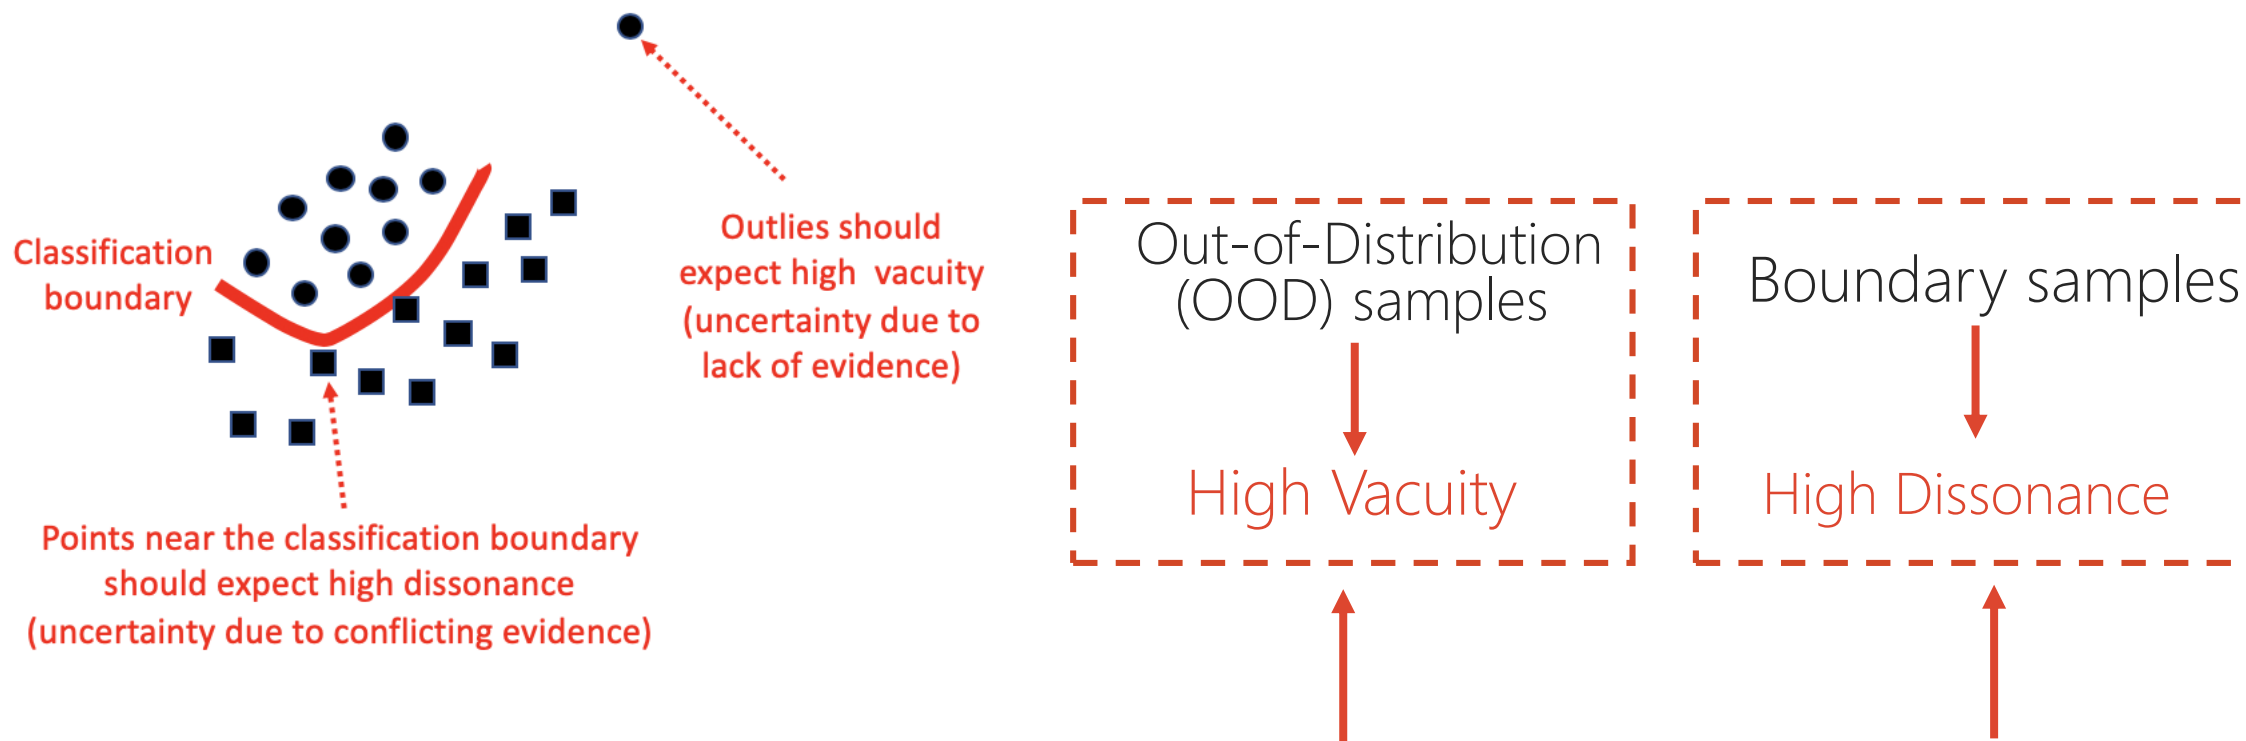 Classification
boundary
Outlies should
expect high vacuity
(uncertainty due to
lack of evidence)
Points near the classification boundary
should expect high dissonance
(uncertainty due to conflicting evidence)
Out-of-Distribution
(OOD) samples
High Vacuity
Boundary samples
High Dissonance